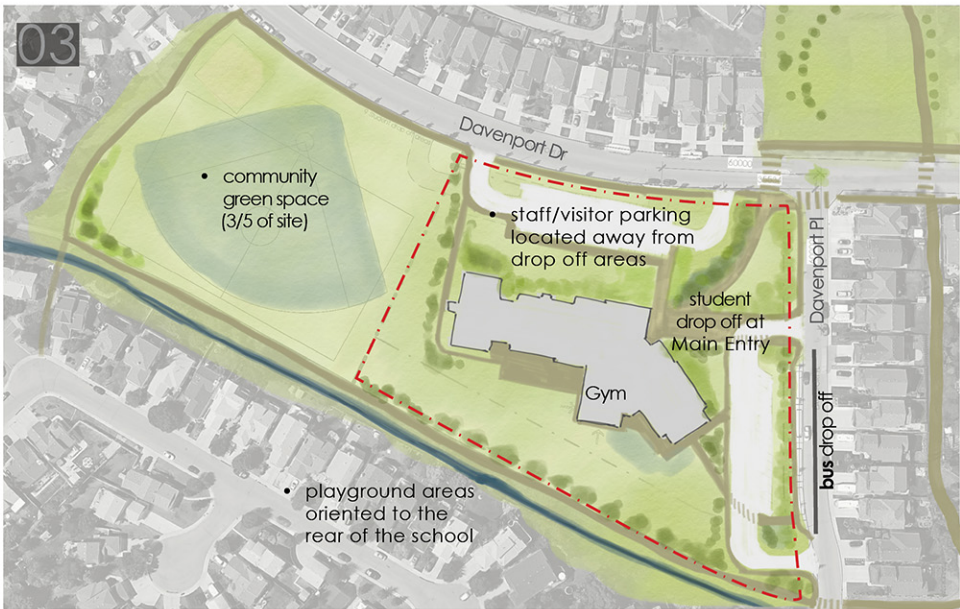 03
Davenport Dr
60000
• community
green space
(3/5 of site)
• staff/visitor parking
located away from
drop off areas
Davenport Pl
student
drop off at
Main Entry
Gym
bus drop off
• playground areas
oriented to the
rear of the school